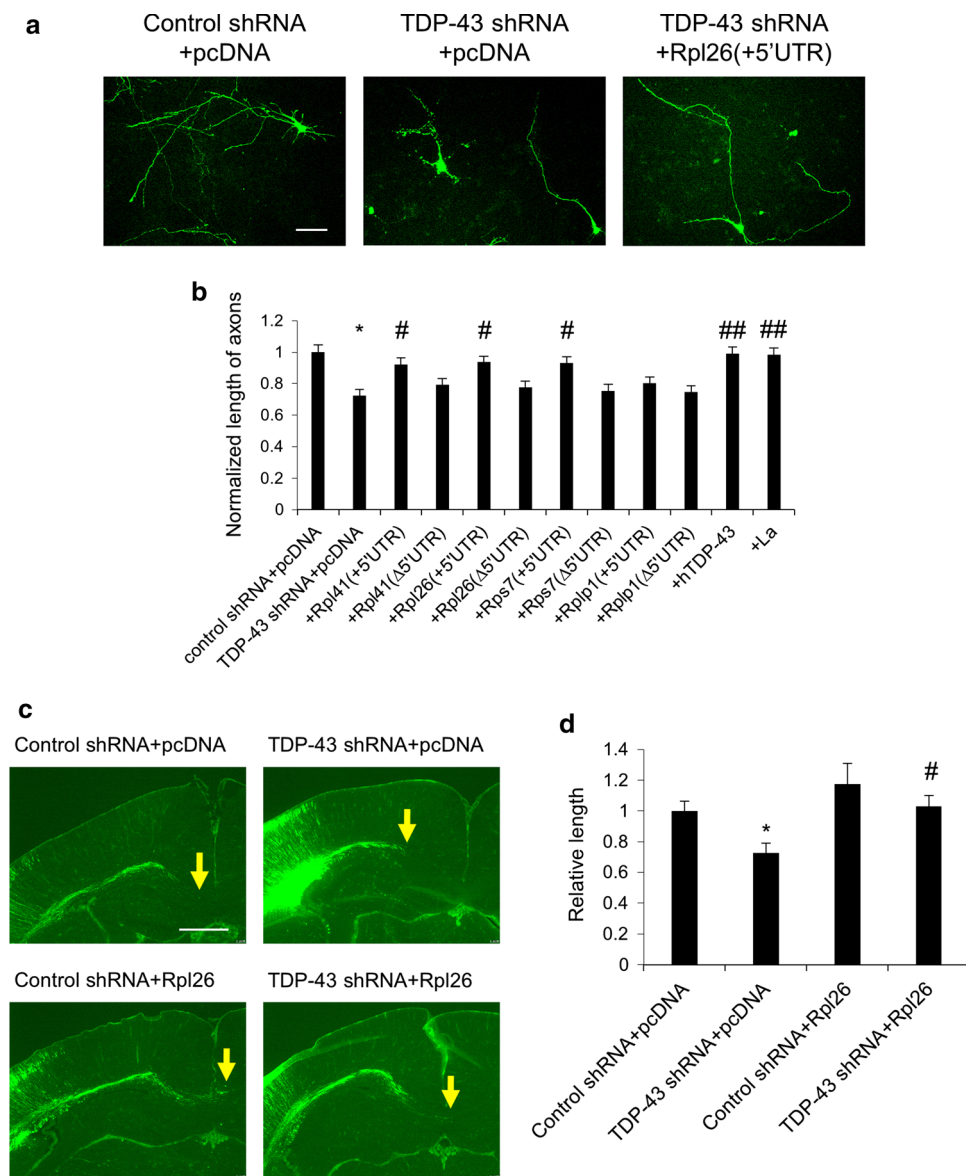 a
Control shRNA
+pcDNA
TDP-43 shRNA
+pcDNA
TDP-43 shRNA
+Rpl26(+5'UTR)
b
Normalized length of axons
1.2
1
0.8
0.6
0.4
0.2
0
*
#
#
#
##
##
control shRNA+pcDNA
TDP-43 shRNA+pcDNA
+Rpl41(+5'UTR)
+Rpl41(Δ5'UTR)
+Rpl26(+5'UTR)
+Rpl26(Δ5'UTR)
+Rps7(+5'UTR)
+Rps7(Δ5'UTR)
+Rplp1(+5'UTR)
+Rplp1(Δ5'UTR)
+hTDP-43
+La
c
Control shRNA+pcDNA
TDP-43 shRNA+pcDNA
Control shRNA+Rpl26
TDP-43 shRNA+Rpl26
d
Relative length
1.4
1.2
1
0.8
0.6
0.4
0.2
0
*
#
Control shRNA+pcDNA
TDP-43 shRNA+pcDNA
Control shRNA+Rpl26
TDP-43 shRNA+Rpl26